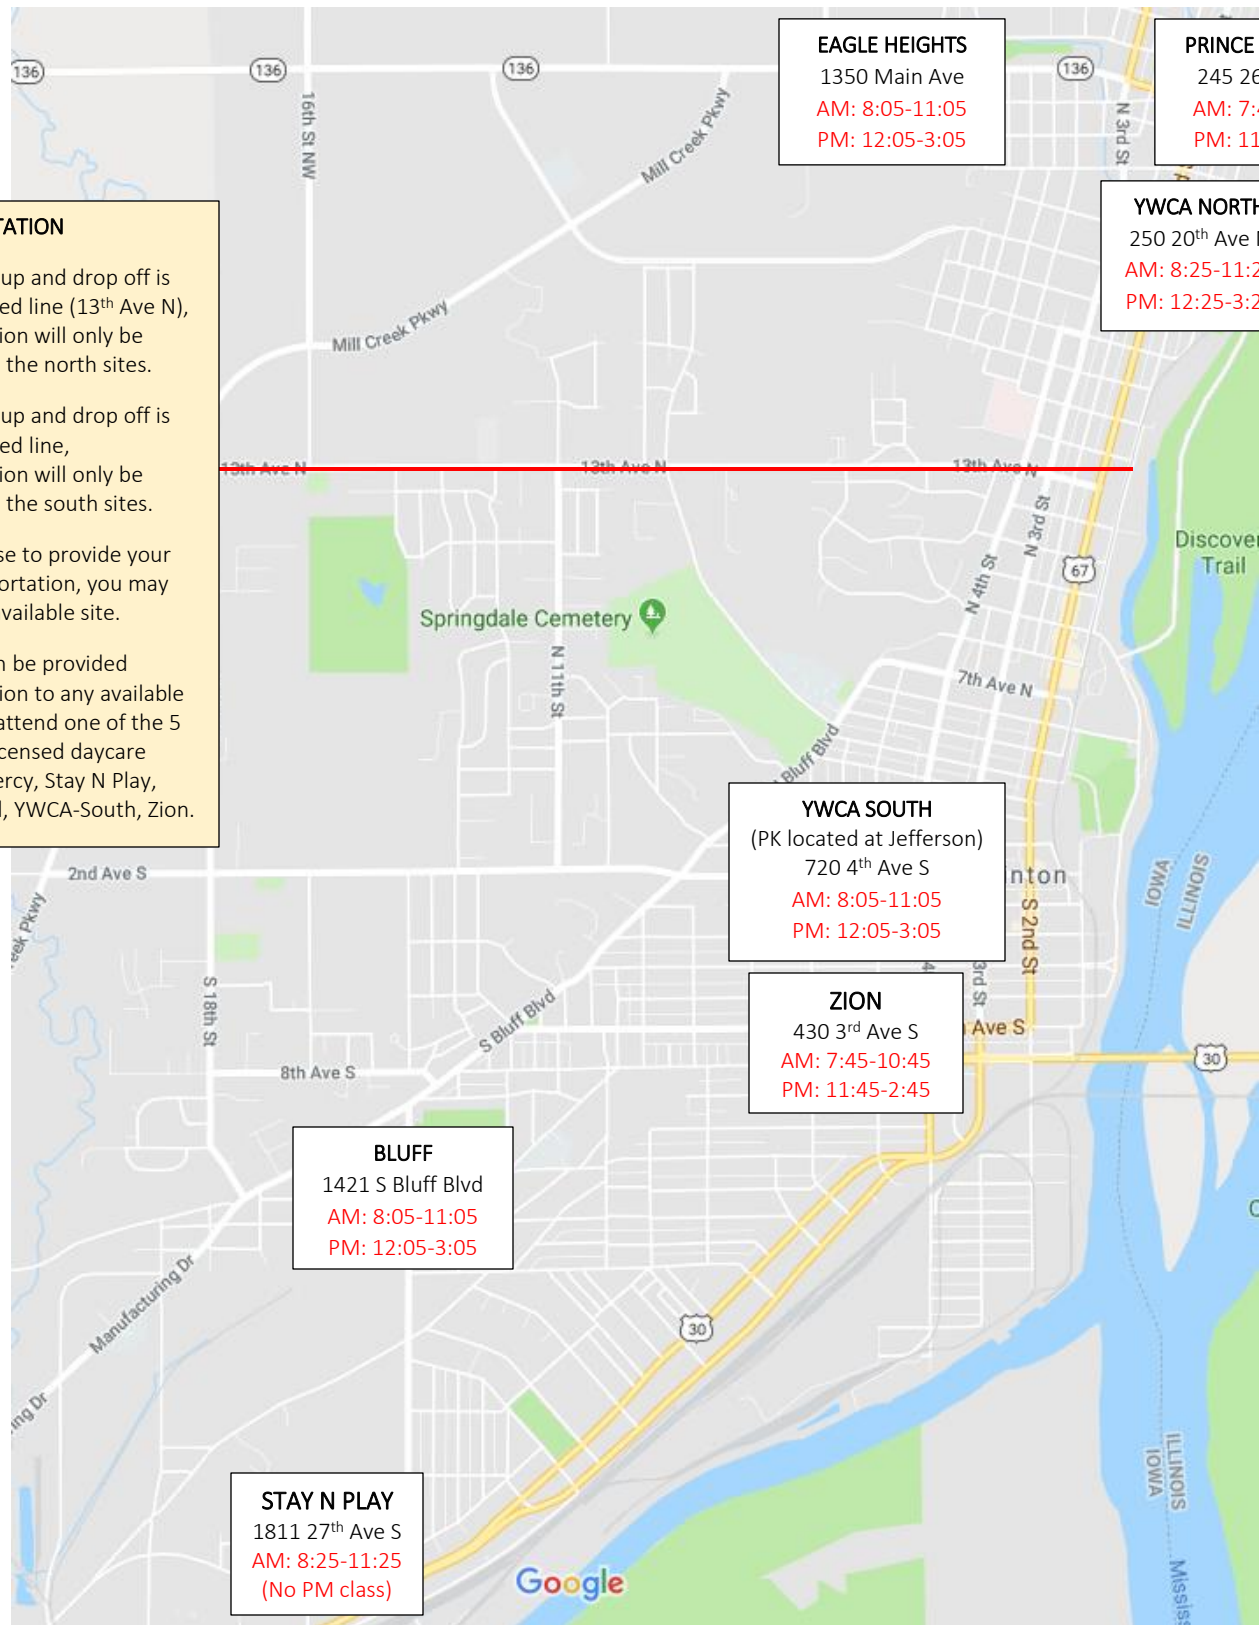 EAGLE HEIGHTS
1350 Main Ave
AM: 8:05-11:05
PM: 12:05-3:05
PRINCE
245 26
AM: 7:4
PM: 11
136
136
136
136
16th St NW
Mill Creek Pkwy
N 3rd St
YWCA NORTH
250 20th Ave N
AM: 8:25-11:2
PM: 12:25-3:2
TATION
up and drop off is
ed line (13th Ave N),
ion will only be
the north sites.
up and drop off is
ed line,
ion will only be
the south sites.
se to provide your
ortation, you may
available site.
n be provided
ion to any available
attend one of the 5
censed daycare
ercy, Stay N Play,
l, YWCA-South, Zion.
Mill Creek Pkwy
13th Ave N
13th Ave N
13th Ave N
N 3rd St
Discover
Trail
67
N 4th St
Springdale Cemetery
N 11th St
7th Ave N
Bluff Blvd
YWCA SOUTH
(PK located at Jefferson)
720 4th Ave S
AM: 8:05-11:05
PM: 12:05-3:05
inton
2nd Ave S
IOWA
ILLINOIS
S 2nd St
eek Pkwy
S 18th St
S Bluff Blvd
4
3rd St
ZION
430 3rd Ave S
AM: 7:45-10:45
PM: 11:45-2:45
Ave S
30
8th Ave S
BLUFF
1421 S Bluff Blvd
AM: 8:05-11:05
PM: 12:05-3:05
Manufacturing Dr
30
ing Dr
ILLINOIS
IOWA
STAY N PLAY
1811 27th Ave S
AM: 8:25-11:25
(No PM class)
Google
Mississ